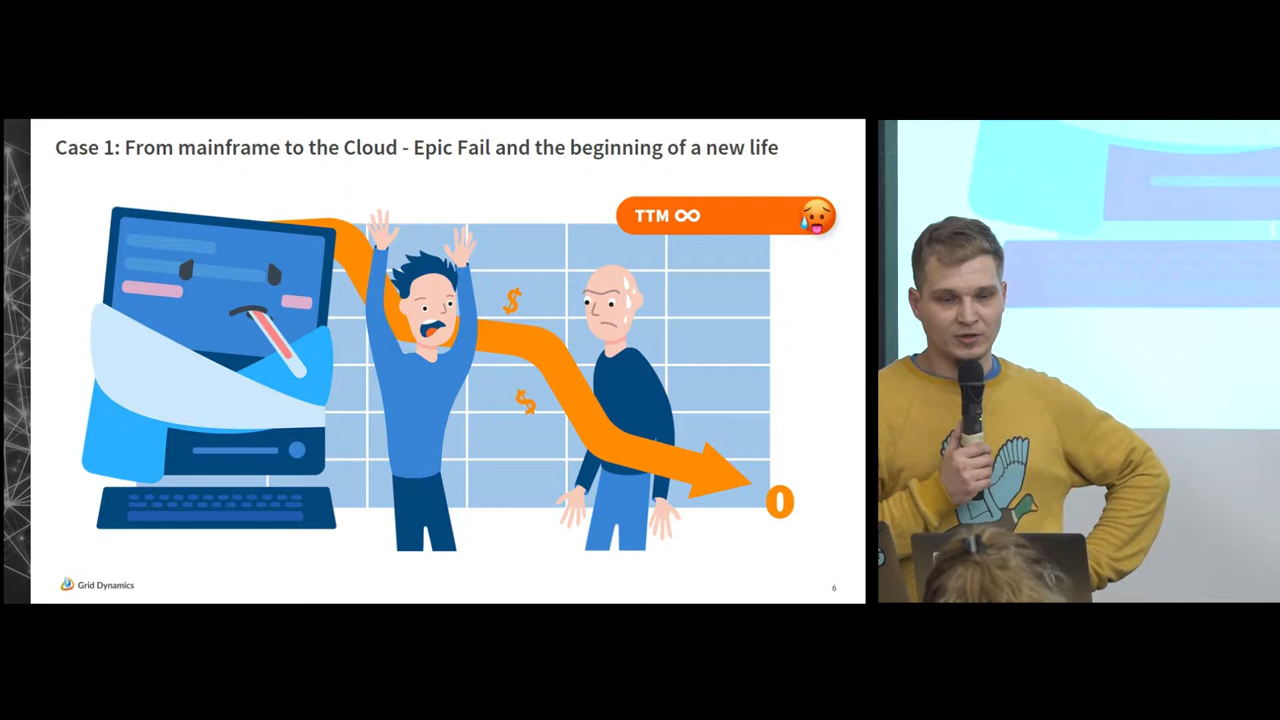 Case 1: From mainframe to the Cloud - Epic Fail and the beginning of a new life
TTM ∞
$
$
0
Grid Dynamics
6